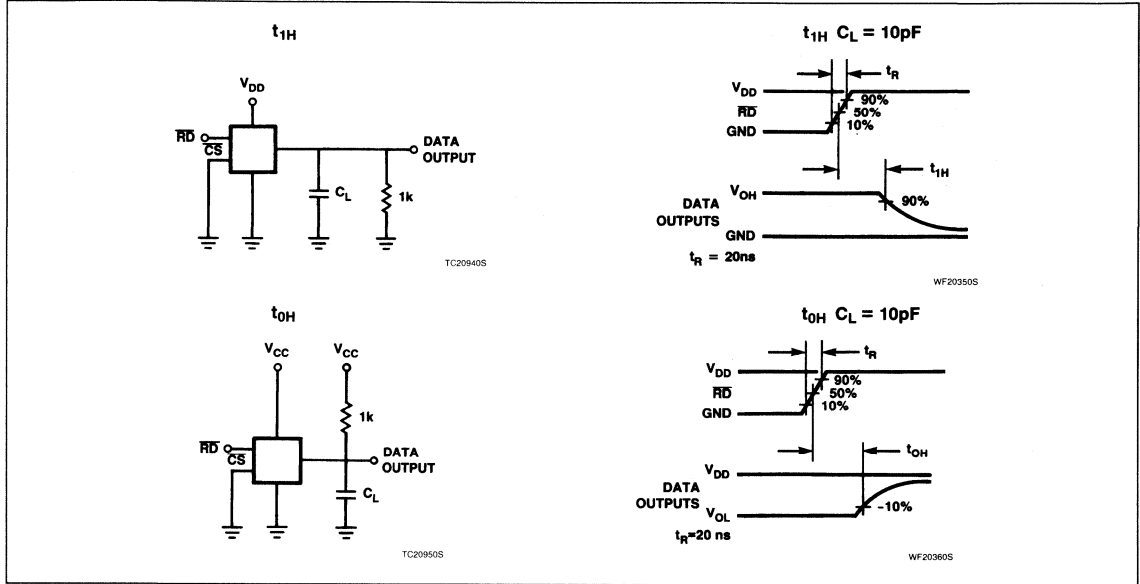 t1H
VDD
RD
CS
DATA
OUTPUT
CL
1k
TC20940S
t1H CL = 10pF
tR
VDD
90%
RD
50%
10%
GND
t1H
VOH
90%
DATA
OUTPUTS
GND
tR = 20ns
WF20350S
t0H
VCC
VCC
1k
RD
CS
DATA
OUTPUT
CL
TC20950S
t0H CL = 10pF
tR
VDD
90%
RD
50%
10%
GND
tOH
VDD
DATA
OUTPUTS
VOL
-10%
tR=20 ns
WF20360S